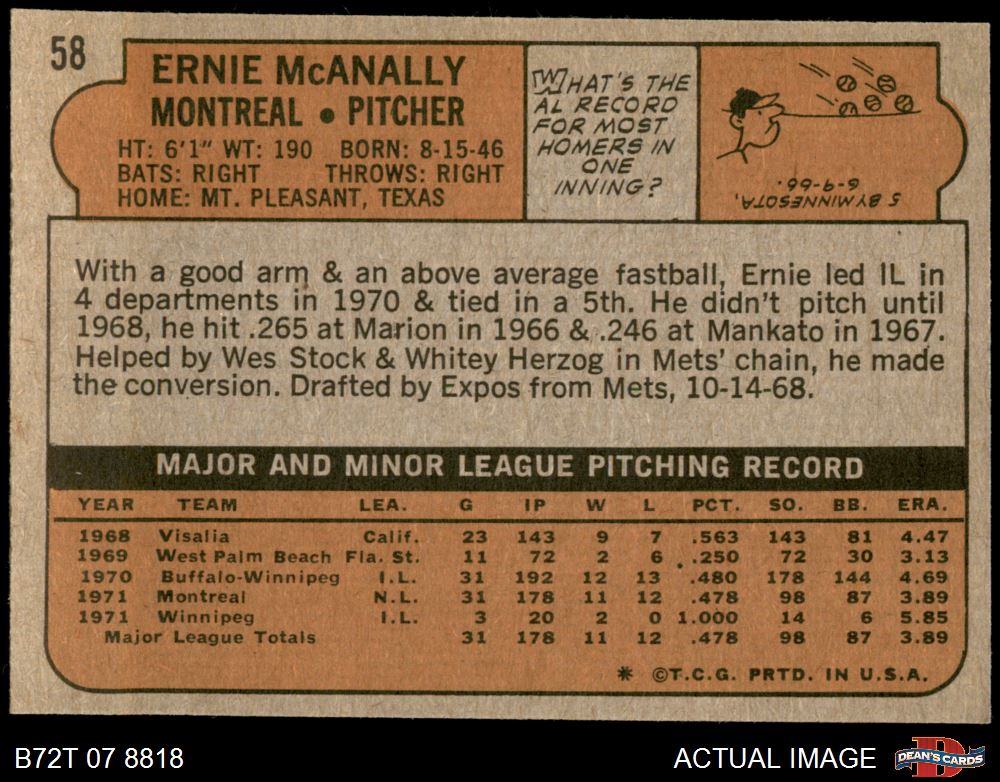 58
ERNIE McANALLY
MONTREAL • PITCHER
HT: 6'1" WT: 190 BORN: 8-15-46
BATS: RIGHT THROWS: RIGHT
HOME: MT. PLEASANT, TEXAS
WHAT'S THE
AL RECORD
FOR MOST
HOMERS IN
ONE
INNING?
5 BY MINNESOTA,
6-9-66.
With a good arm & an above average fastball, Ernie led IL in
4 departments in 1970 & tied in a 5th. He didn't pitch until
1968, he hit .265 at Marion in 1966 & .246 at Mankato in 1967.
Helped by Wes Stock & Whitey Herzog in Mets' chain, he made
the conversion. Drafted by Expos from Mets, 10-14-68.
MAJOR AND MINOR LEAGUE PITCHING RECORD
YEAR TEAM LEA. G IP W L PCT. SO. BB. ERA.
1968 Visalia Calif. 23 143 9 7 .563 143 81 4.47
1969 West Palm Beach Fla. St. 11 72 2 6 .250 72 30 3.13
1970 Buffalo-Winnipeg I.L. 31 192 12 13 .480 178 144 4.69
1971 Montreal N.L. 31 178 11 12 .478 98 87 3.89
1971 Winnipeg I.L. 3 20 2 0 1.000 14 6 5.85
Major League Totals 31 178 11 12 .478 98 87 3.89
* ©T.C.G. PRTD. IN U.S.A.
B72T 07 8818
ACTUAL IMAGE
D
DEAN'S CARDS